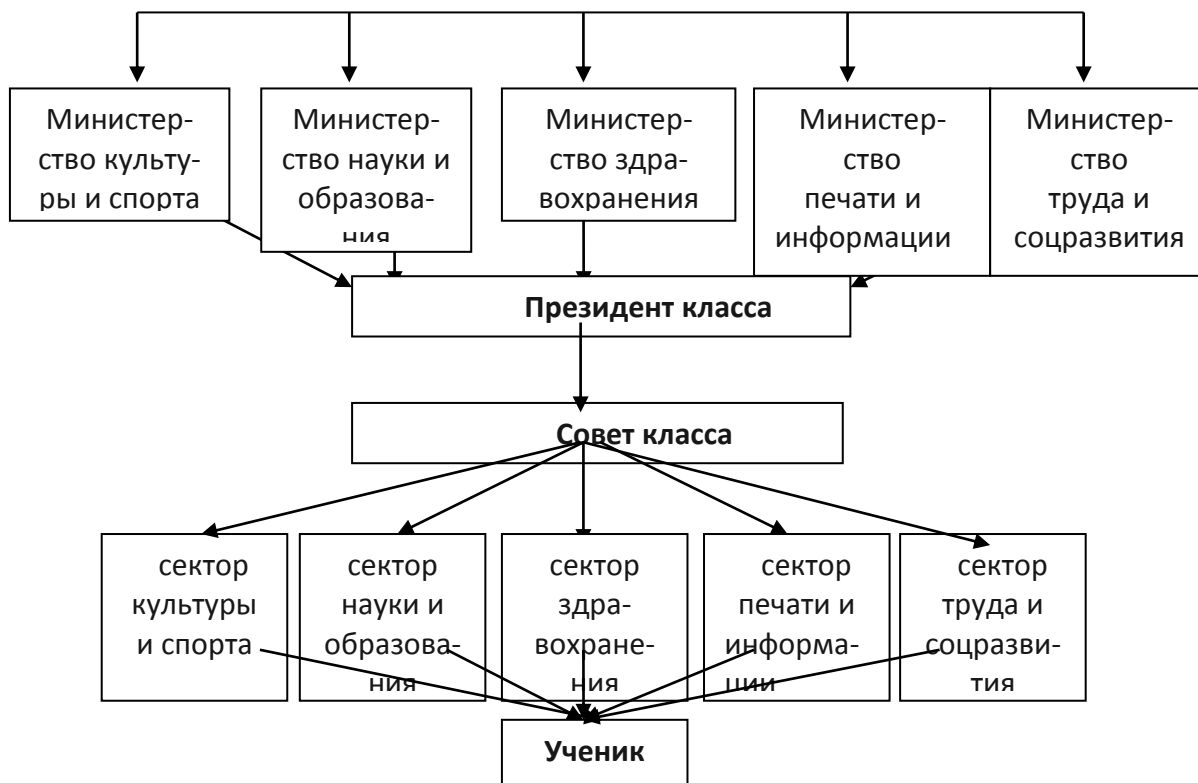 Министер-
ство культу-
ры и спорта
Министер-
ство науки и
образова-
ния
Министер-
ство здра-
вохранения
Министер-
ство
печати и
информации
Министер-
ство
труда и
соцразвития
Президент класса
Совет класса
сектор
культуры
и спорта
сектор
науки и
образова-
ния
сектор
здра-
вохране-
ния
сектор
печати и
информа-
ции
сектор
труда и
соцразви-
тия
Ученик